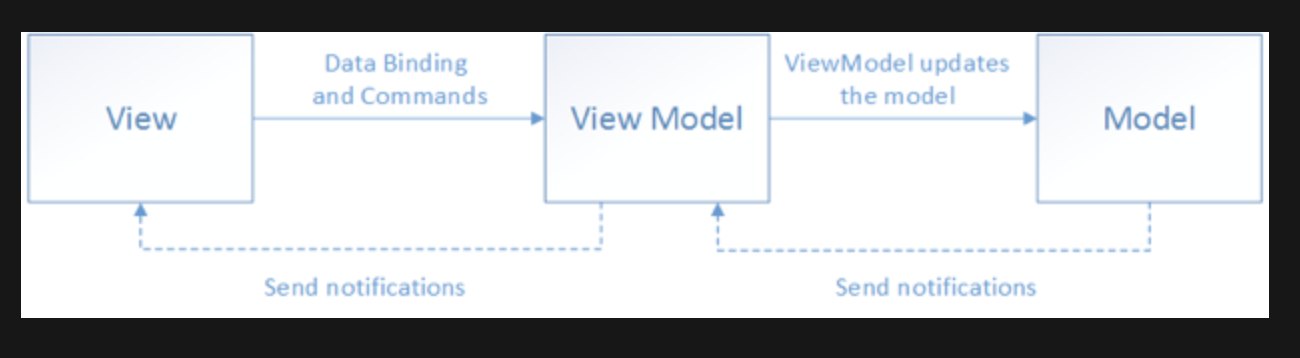 View
Data Binding
and Commands
View Model
ViewModel updates
the model
Model
Send notifications
Send notifications